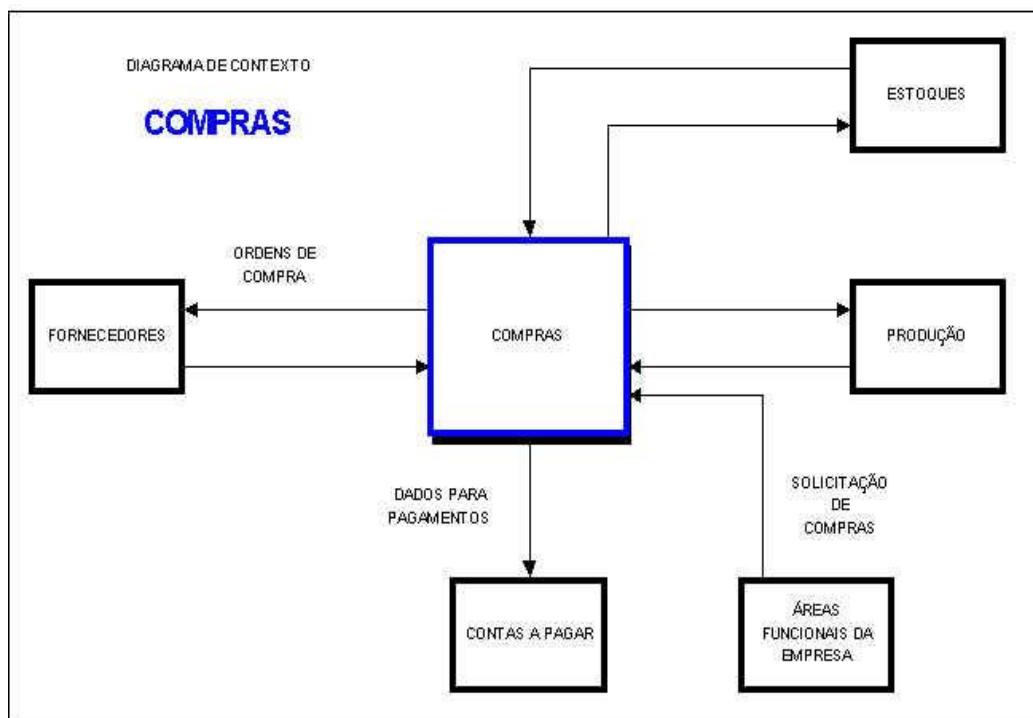 DIAGRAMA DE CONTEXTO
COMPRAS
ESTOQUES
ORDENS DE
COMPRA
FORNECEDORES
COMPRAS
PRODUÇÃO
DADOS PARA
PAGAMENTOS
SOLICITAÇÃO
DE
COMPRAS
CONTAS A PAGAR
ÁREAS
FUNCIONAIS DA
EMPRESA